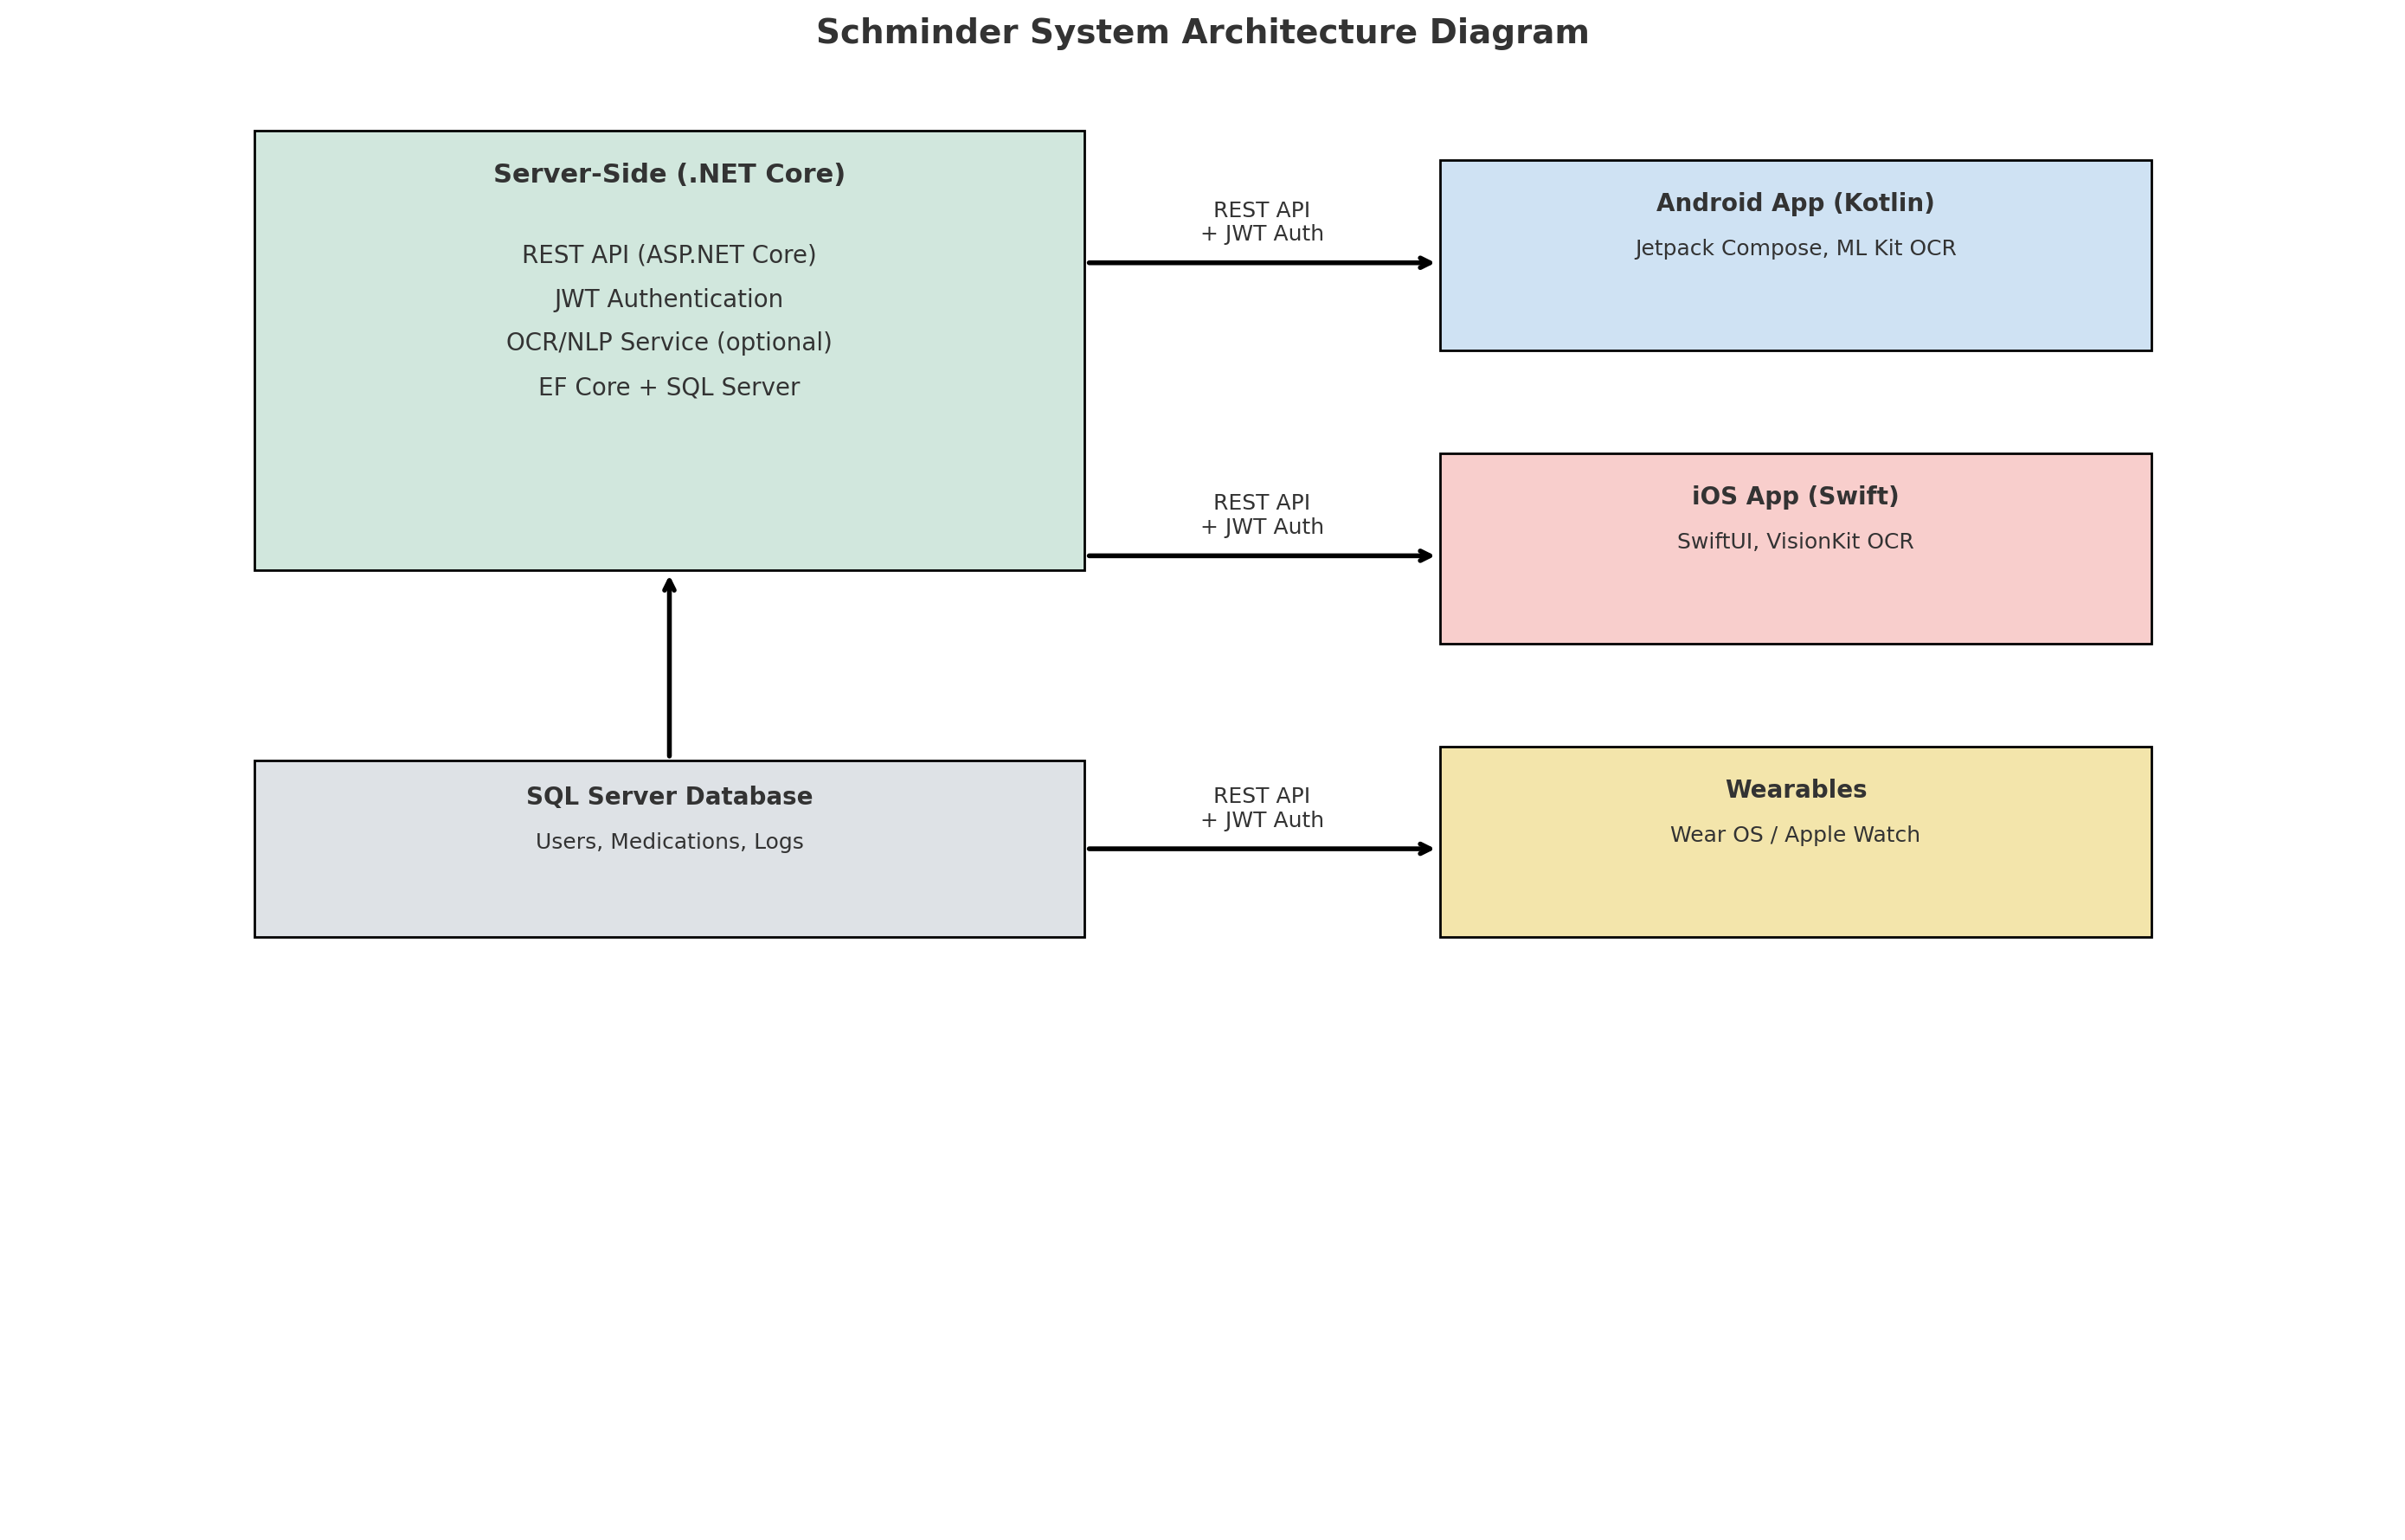 Schminder System Architecture Diagram
Server-Side (.NET Core)
REST API (ASP.NET Core)
JWT Authentication
OCR/NLP Service (optional)
EF Core + SQL Server
REST API
+ JWT Auth
Android App (Kotlin)
Jetpack Compose, ML Kit OCR
REST API
+ JWT Auth
iOS App (Swift)
SwiftUI, VisionKit OCR
SQL Server Database
Users, Medications, Logs
REST API
+ JWT Auth
Wearables
Wear OS / Apple Watch